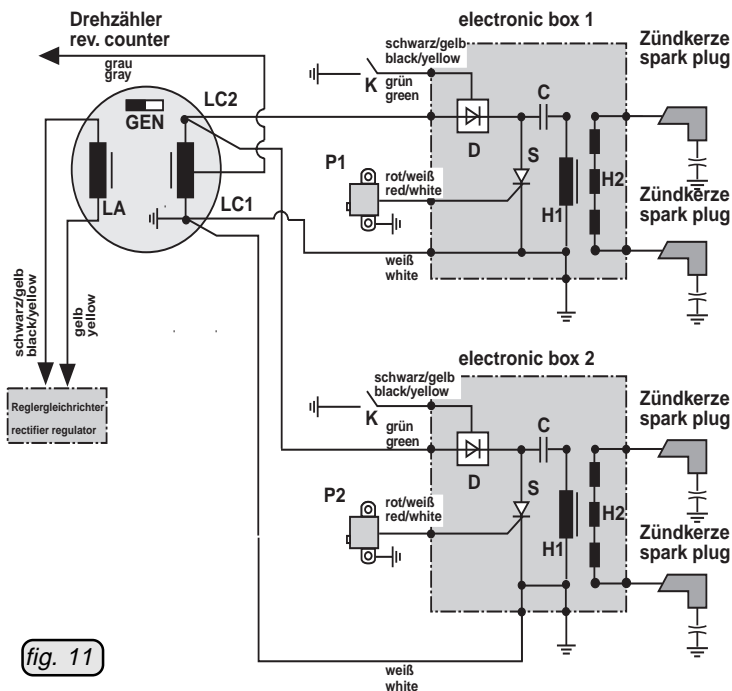 Drehzähler
rev. counter
grau
gray
GEN
LC2
LA
LC1
schwarz/gelb
black/yellow
gelb
yellow
Reglergleichrichter
rectifier regulator
electronic box 1
schwarz/gelb
black/yellow
K
grün
green
D
C
S
H1
H2
P1
rot/weiß
red/white
weiß
white
Zündkerze
spark plug
Zündkerze
spark plug
electronic box 2
schwarz/gelb
black/yellow
K
grün
green
D
C
S
H1
H2
P2
rot/weiß
red/white
Zündkerze
spark plug
Zündkerze
spark plug
weiß
white
fig. 11